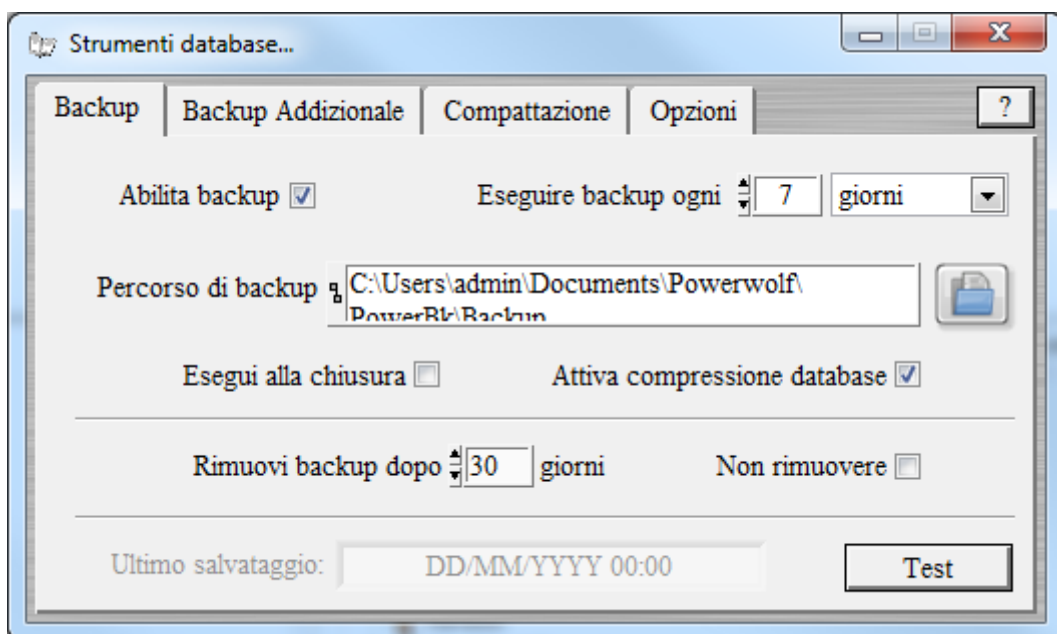 Strumenti database...
Backup
Backup Addizionale
Compattazione
Opzioni
?
Abilita backup
Eseguire backup ogni 7 giorni
Percorso di backup C:\Users\admin\Documents\Powerwolf\
PowerBk\Backup
Esegui alla chiusura
Attiva compressione database
Rimuovi backup dopo 30 giorni
Non rimuovere
Ultimo salvataggio: DD/MM/YYYY 00:00
Test